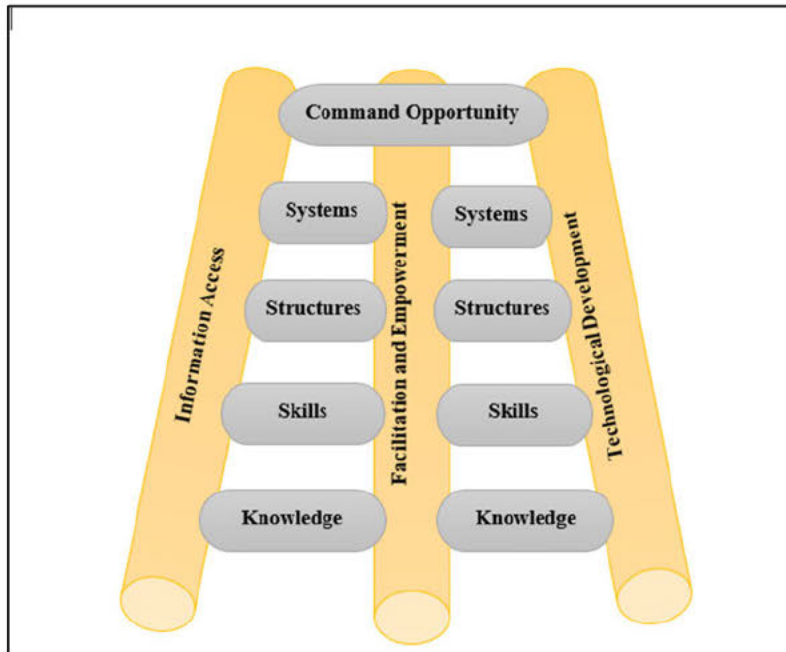 Command Opportunity
Systems
Systems
Structures
Structures
Skills
Skills
Knowledge
Knowledge
Information Access
Facilitation and Empowerment
Technological Development